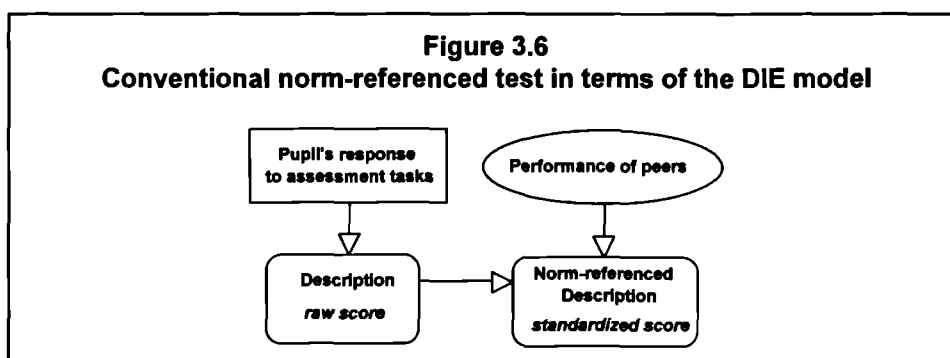 Figure 3.6
Conventional norm-referenced test in terms of the DIE model
Pupil's response
to assessment tasks
Performance of peers
Description
raw score
Norm-referenced
Description
standardized score